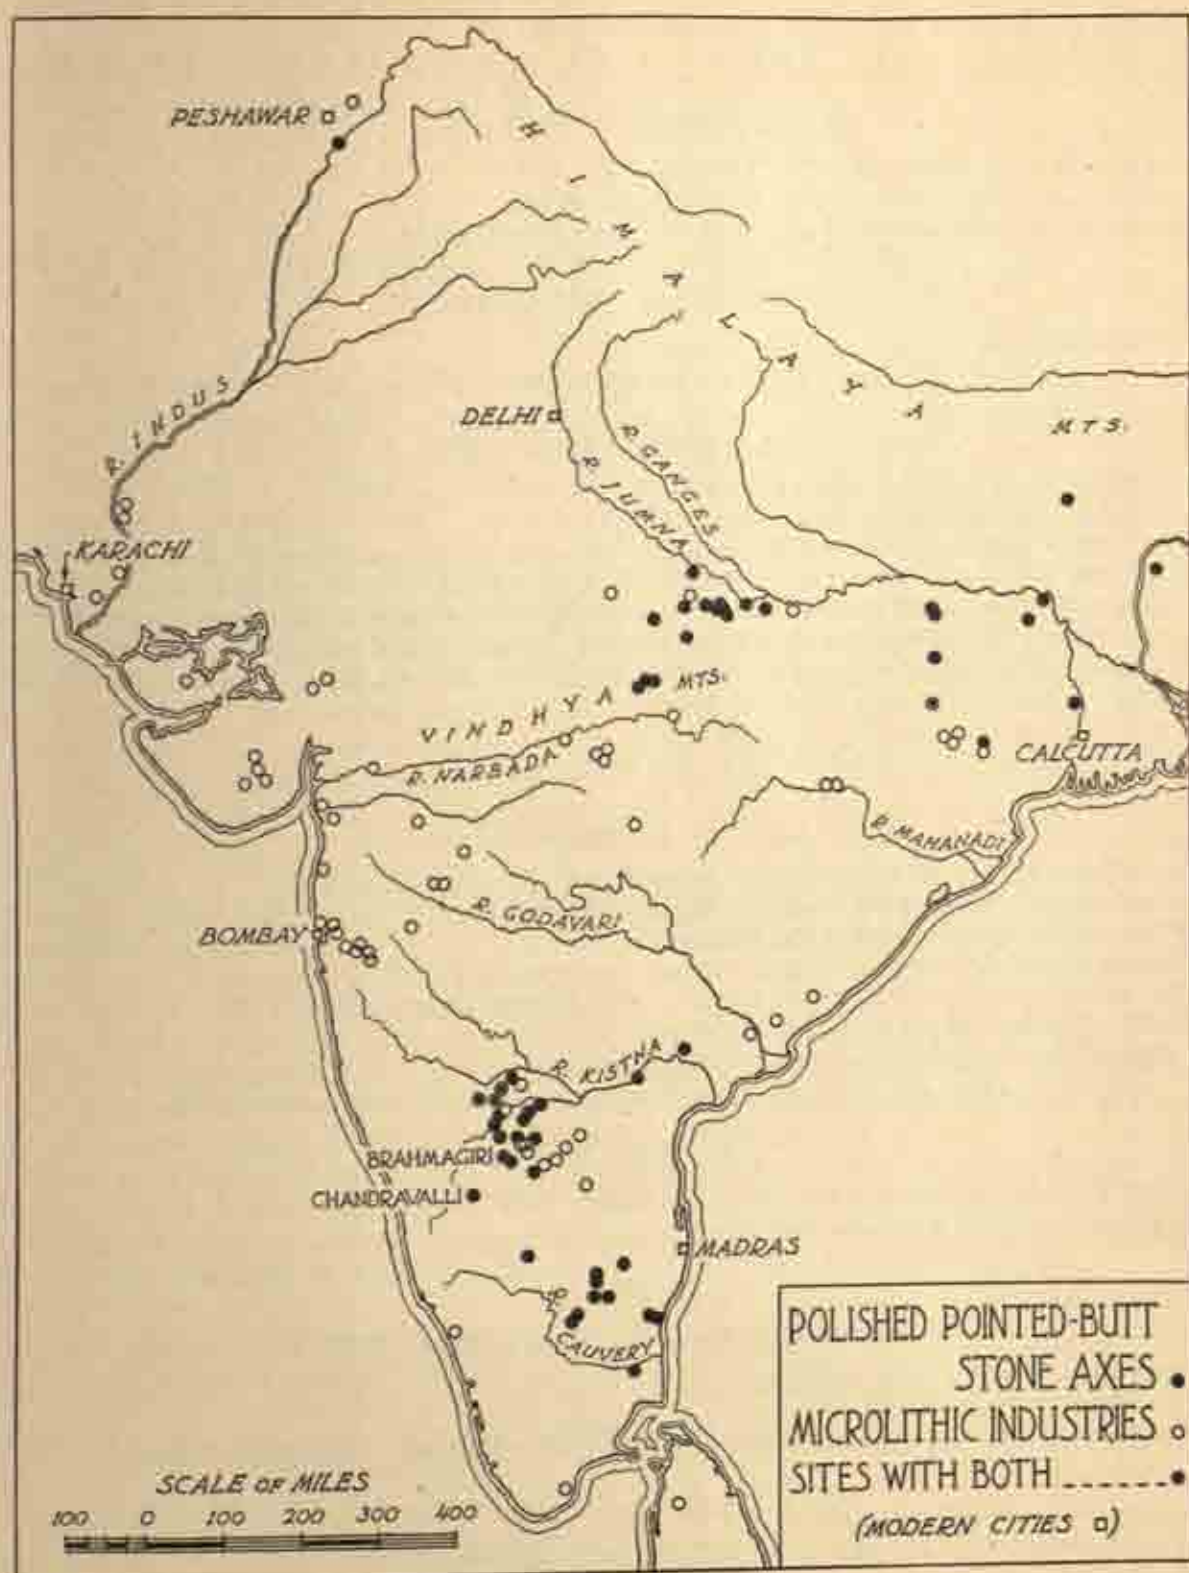 PESHAWAR
HIMALAYA
MTS.
R. INDUS
DELHI
R. GANGES
R. JUMNA
KARACHI
VINDHYA MTS.
R. NARBADA
CALCUTTA
R. MAHANADI
R. GODAVARI
BOMBAY
R. KISTNA
BRAHMAGIRI
CHANDRAVALLI
MADRAS
R. CAUVERY
POLISHED POINTED-BUTT
STONE AXES
MICROLITHIC INDUSTRIES
SITES WITH BOTH ------
(MODERN CITIES )
SCALE OF MILES
100 0 100 200 300 400